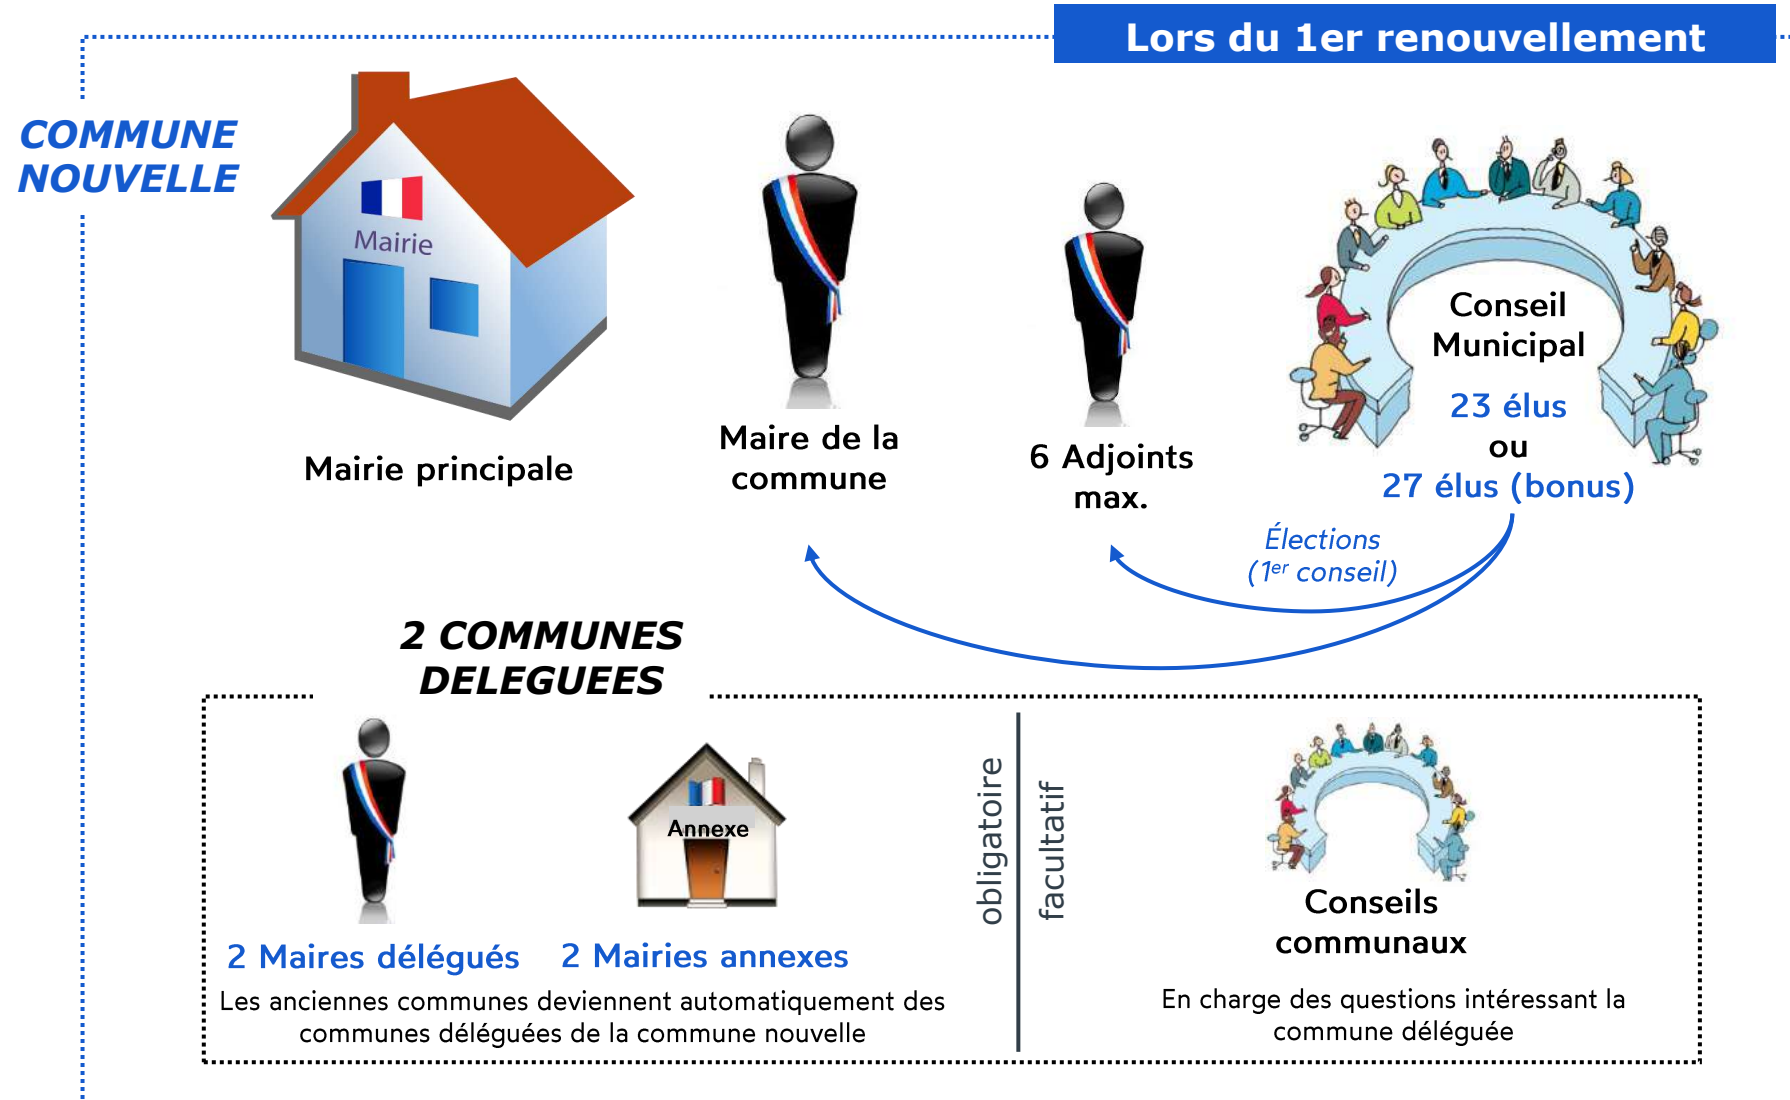 Lors du 1er renouvellement
COMMUNE
NOUVELLE
Mairie
Mairie principale
Maire de la
commune
6 Adjoints
max.
Conseil
Municipal
23 élus
ou
27 élus (bonus)
Élections
(1er conseil)
2 COMMUNES
DELEGUEES
Annexe
2 Maires délégués
2 Mairies annexes
Les anciennes communes deviennent automatiquement des
communes déléguées de la commune nouvelle
obligatoire
facultatif
Conseils
communaux
En charge des questions intéressant la
commune déléguée